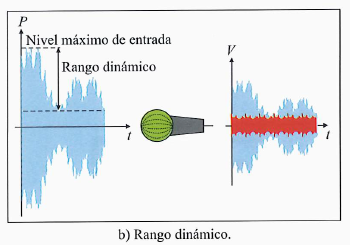 P
Nivel máximo de entrada
Rango dinámico
t
V
t
b) Rango dinámico.